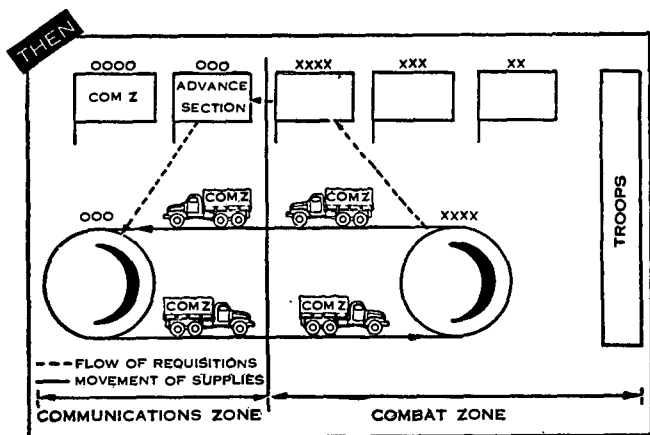 THEN
OOOO
OOO
XXXX
XXX
XX
COM Z
ADVANCE
SECTION
TROOPS
COM Z
COM Z
OOO
XXXX
COM Z
COM Z
FLOW OF REQUISITIONS
MOVEMENT OF SUPPLIES
COMMUNICATIONS ZONE
COMBAT ZONE